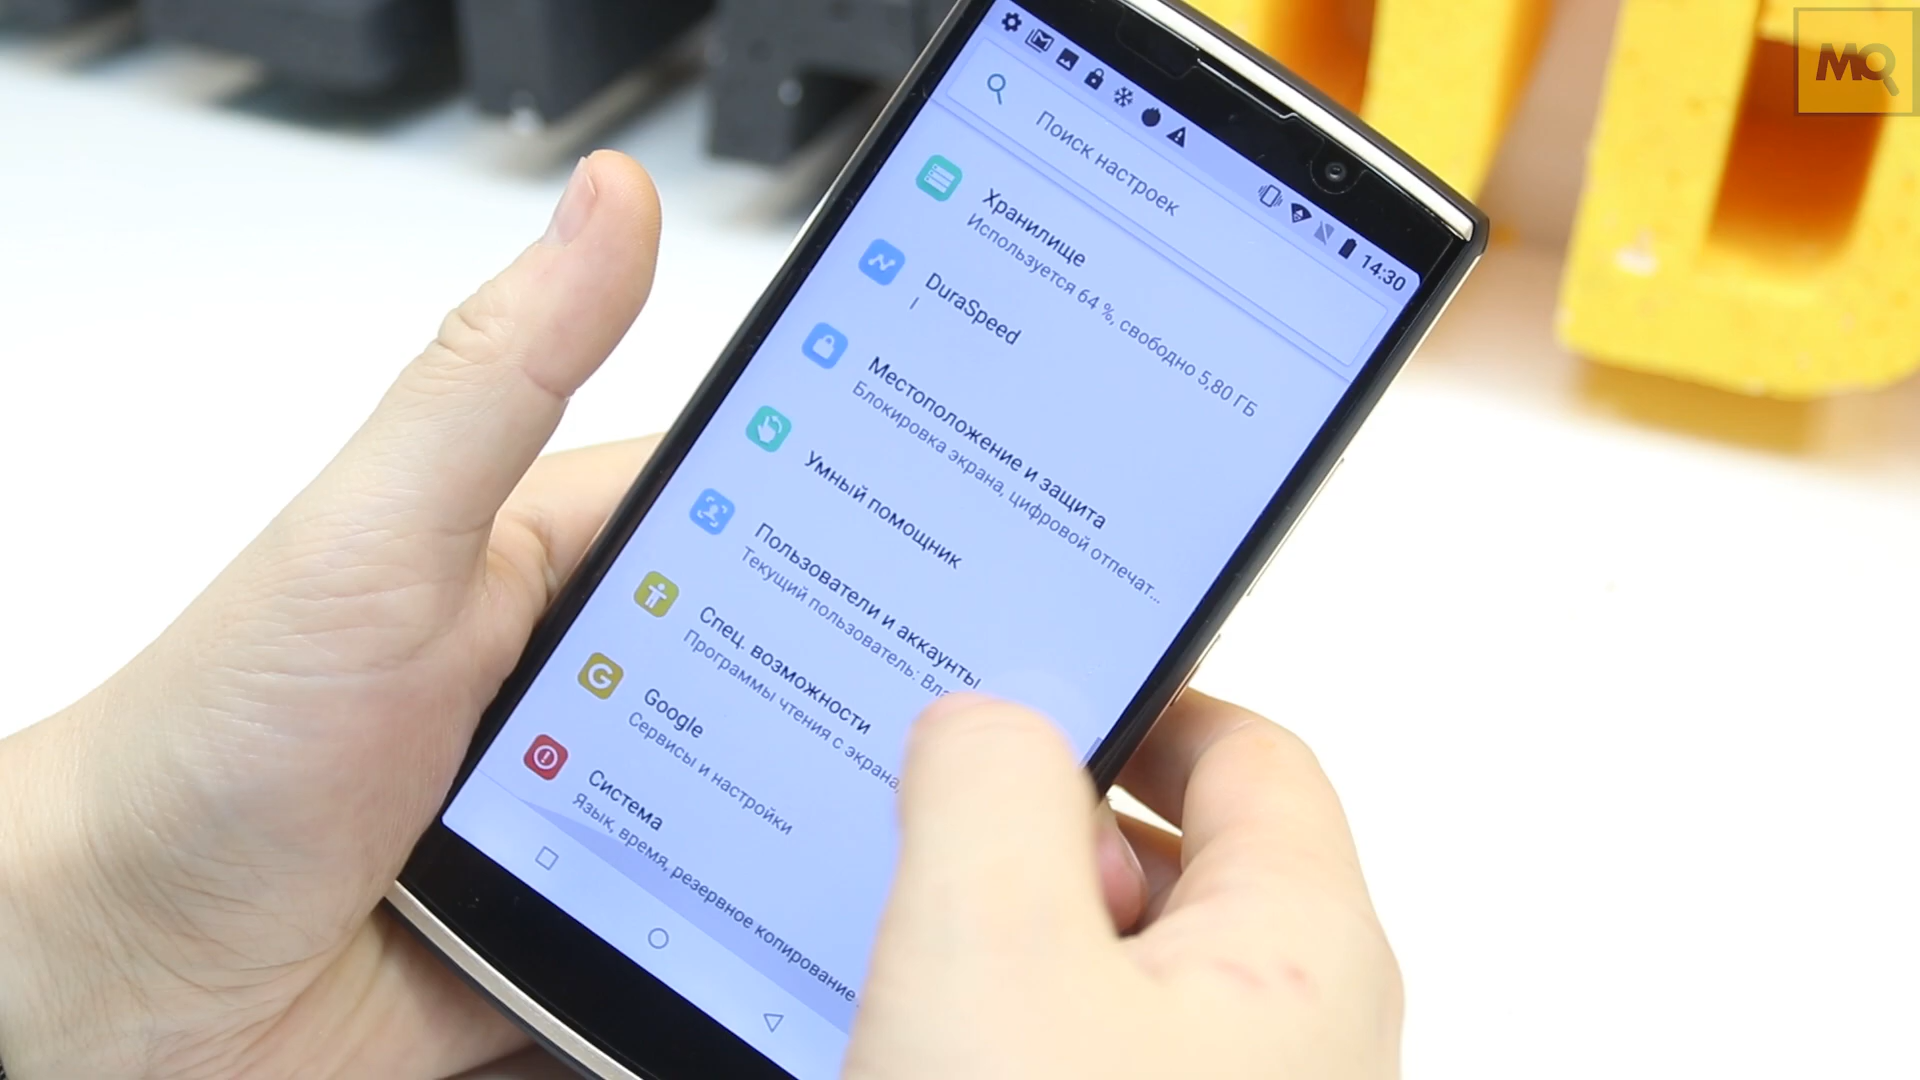 MQ
14:30
Поиск настроек
Хранилище
Используется 64 %, свободно 5,80 ГБ
DuraSpeed
Местоположение и защита
Блокировка экрана, цифровой отпечат...
Умный помощник
Пользователи и аккаунты
Текущий пользователь:
Спец. возможности
Программы чтения с экрана,
Google
Сервисы и настройки
Система
Язык, время, резервное копирование